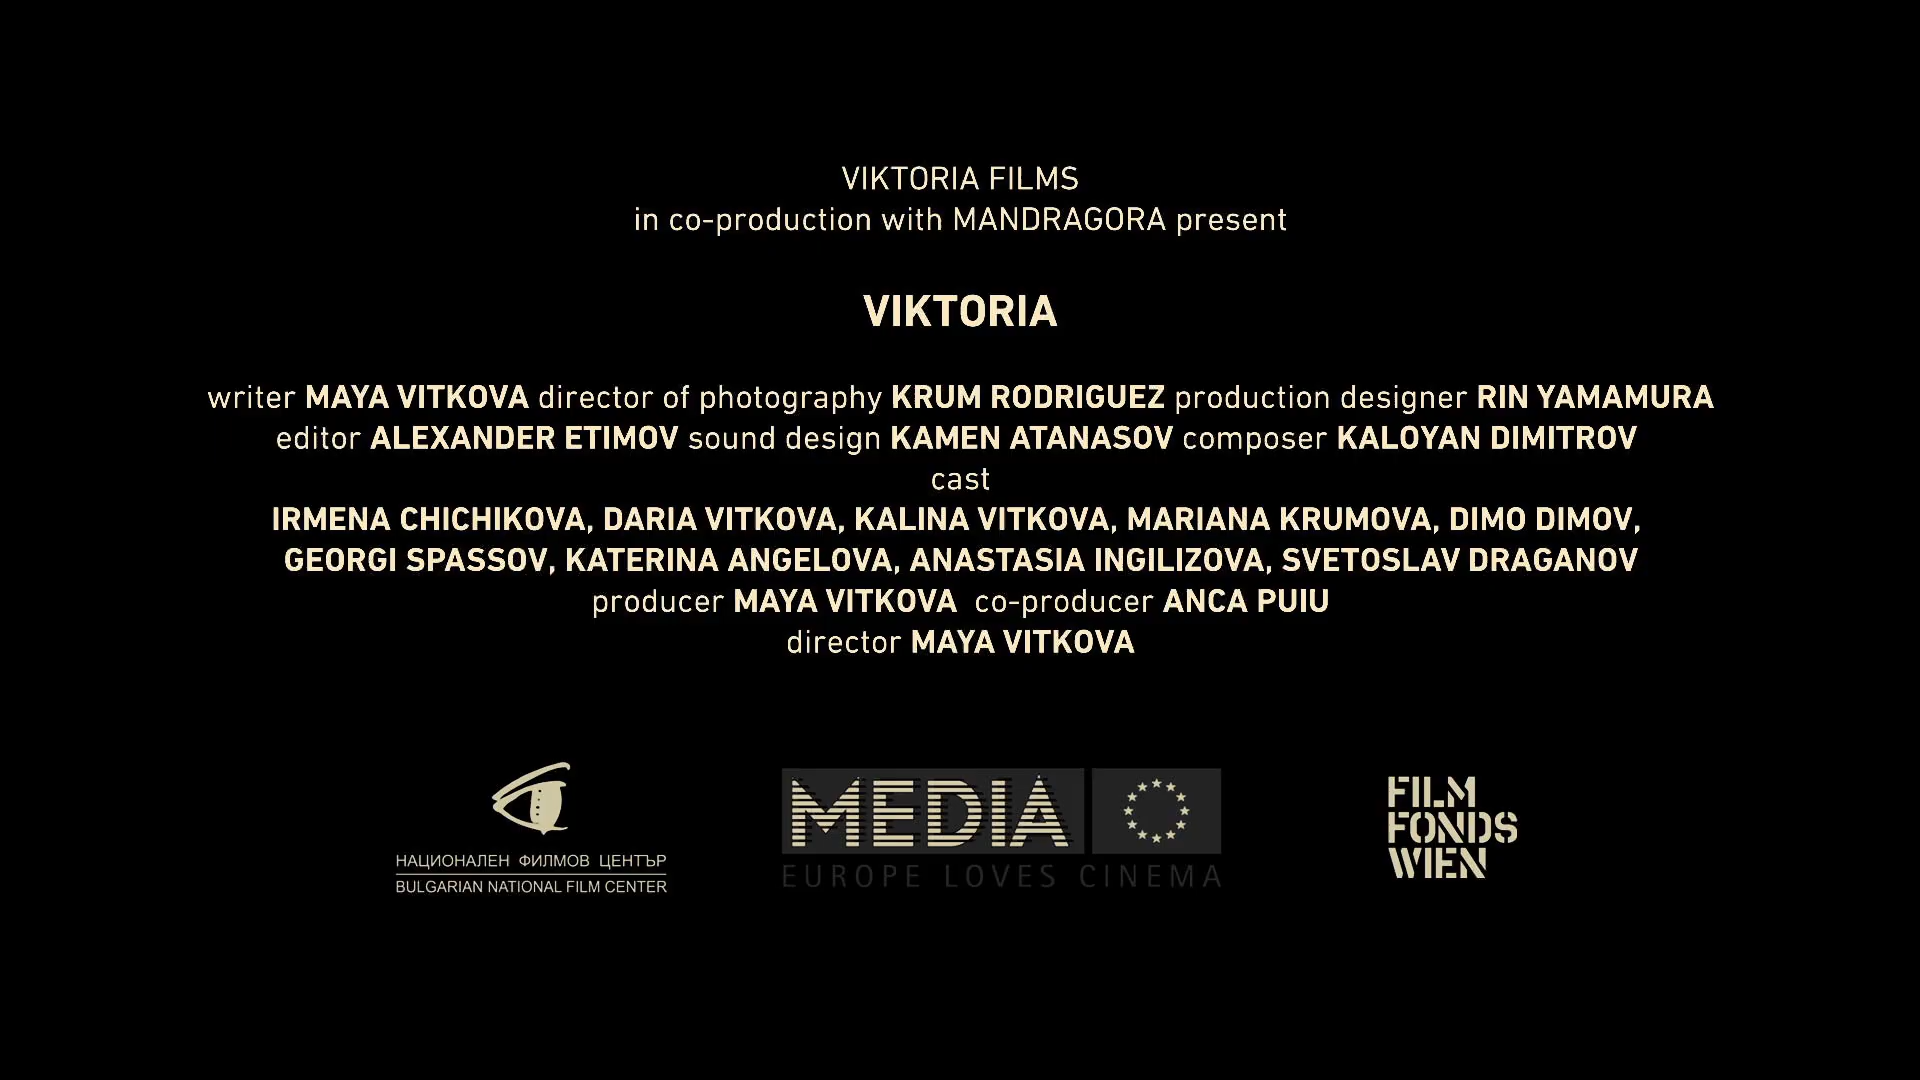 VIKTORIA FILMS
in co-production with MANDRAGORA present
VIKTORIA
writer MAYA VITKOVA director of photography KRUM RODRIGUEZ production designer RIN YAMAMURA
editor ALEXANDER ETIMOV sound design KAMEN ATANASOV composer KALOYAN DIMITROV
cast
IRMENA CHICHIKOVA, DARIA VITKOVA, KALINA VITKOVA, MARIANA KRUMOVA, DIMO DIMOV,
GEORGI SPASSOV, KATERINA ANGELOVA, ANASTASIA INGILIZOVA, SVETOSLAV DRAGANOV
producer MAYA VITKOVA co-producer ANCA PUIU
director MAYA VITKOVA
НАЦИОНАЛЕН ФИЛМОВ ЦЕНТЪР
BULGARIAN NATIONAL FILM CENTER
MEDIA
EUROPE LOVES CINEMA
FILM
FONDS
WIEN